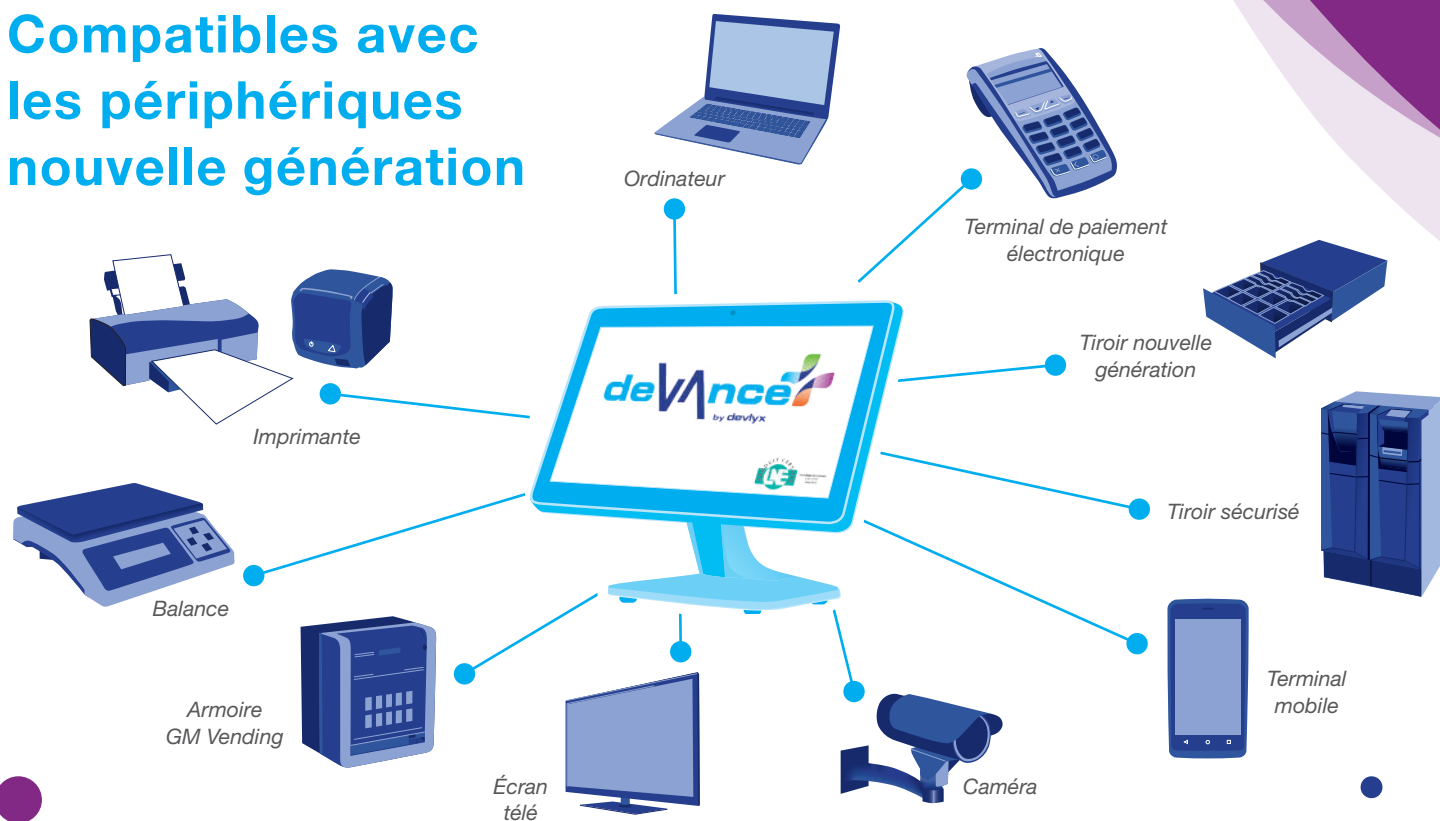 Compatibles avec
les périphériques
nouvelle génération
Ordinateur
Terminal de paiement
électronique
Tiroir nouvelle
génération
Imprimante
deVAnce
by devlyx
LNE
Tiroir sécurisé
Balance
Terminal
mobile
Armoire
GM Vending
Écran
télé
Caméra